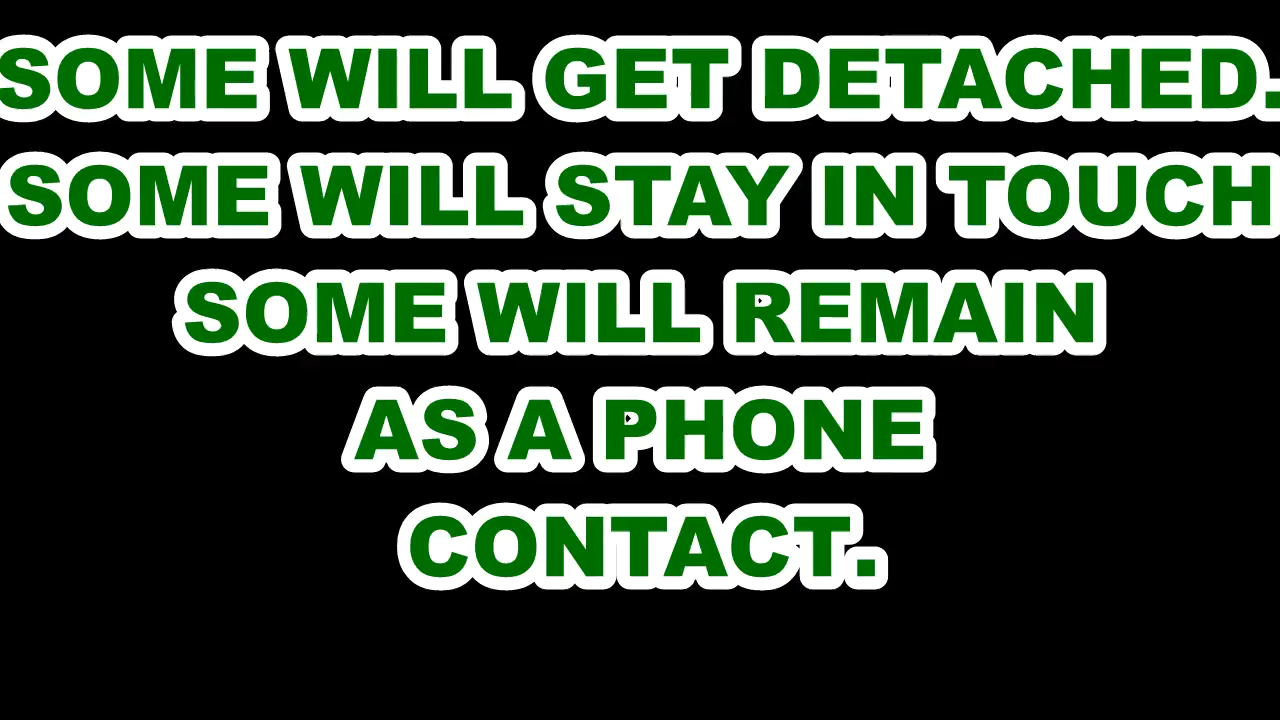 SOME WILL GET DETACHED.
SOME WILL STAY IN TOUCH
SOME WILL REMAIN
AS A PHONE
CONTACT.